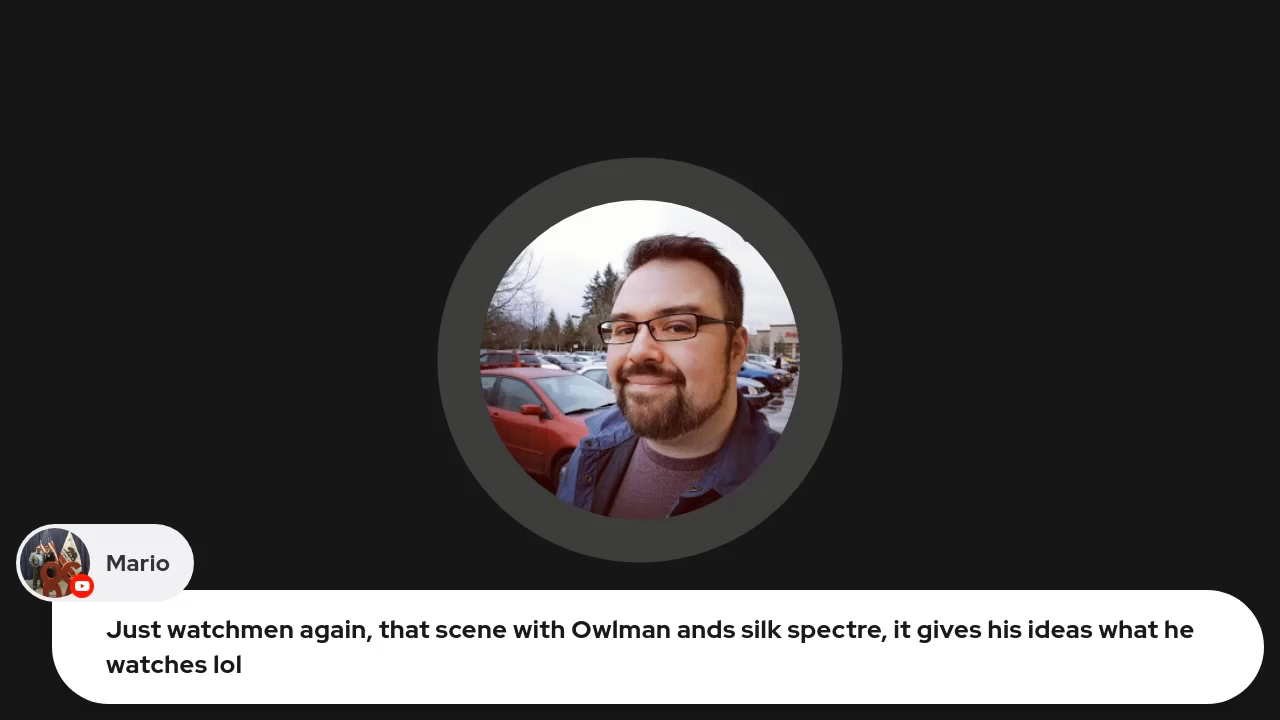 Mario
Just watchmen again, that scene with Owlman ands silk spectre, it gives his ideas what he
watches lol